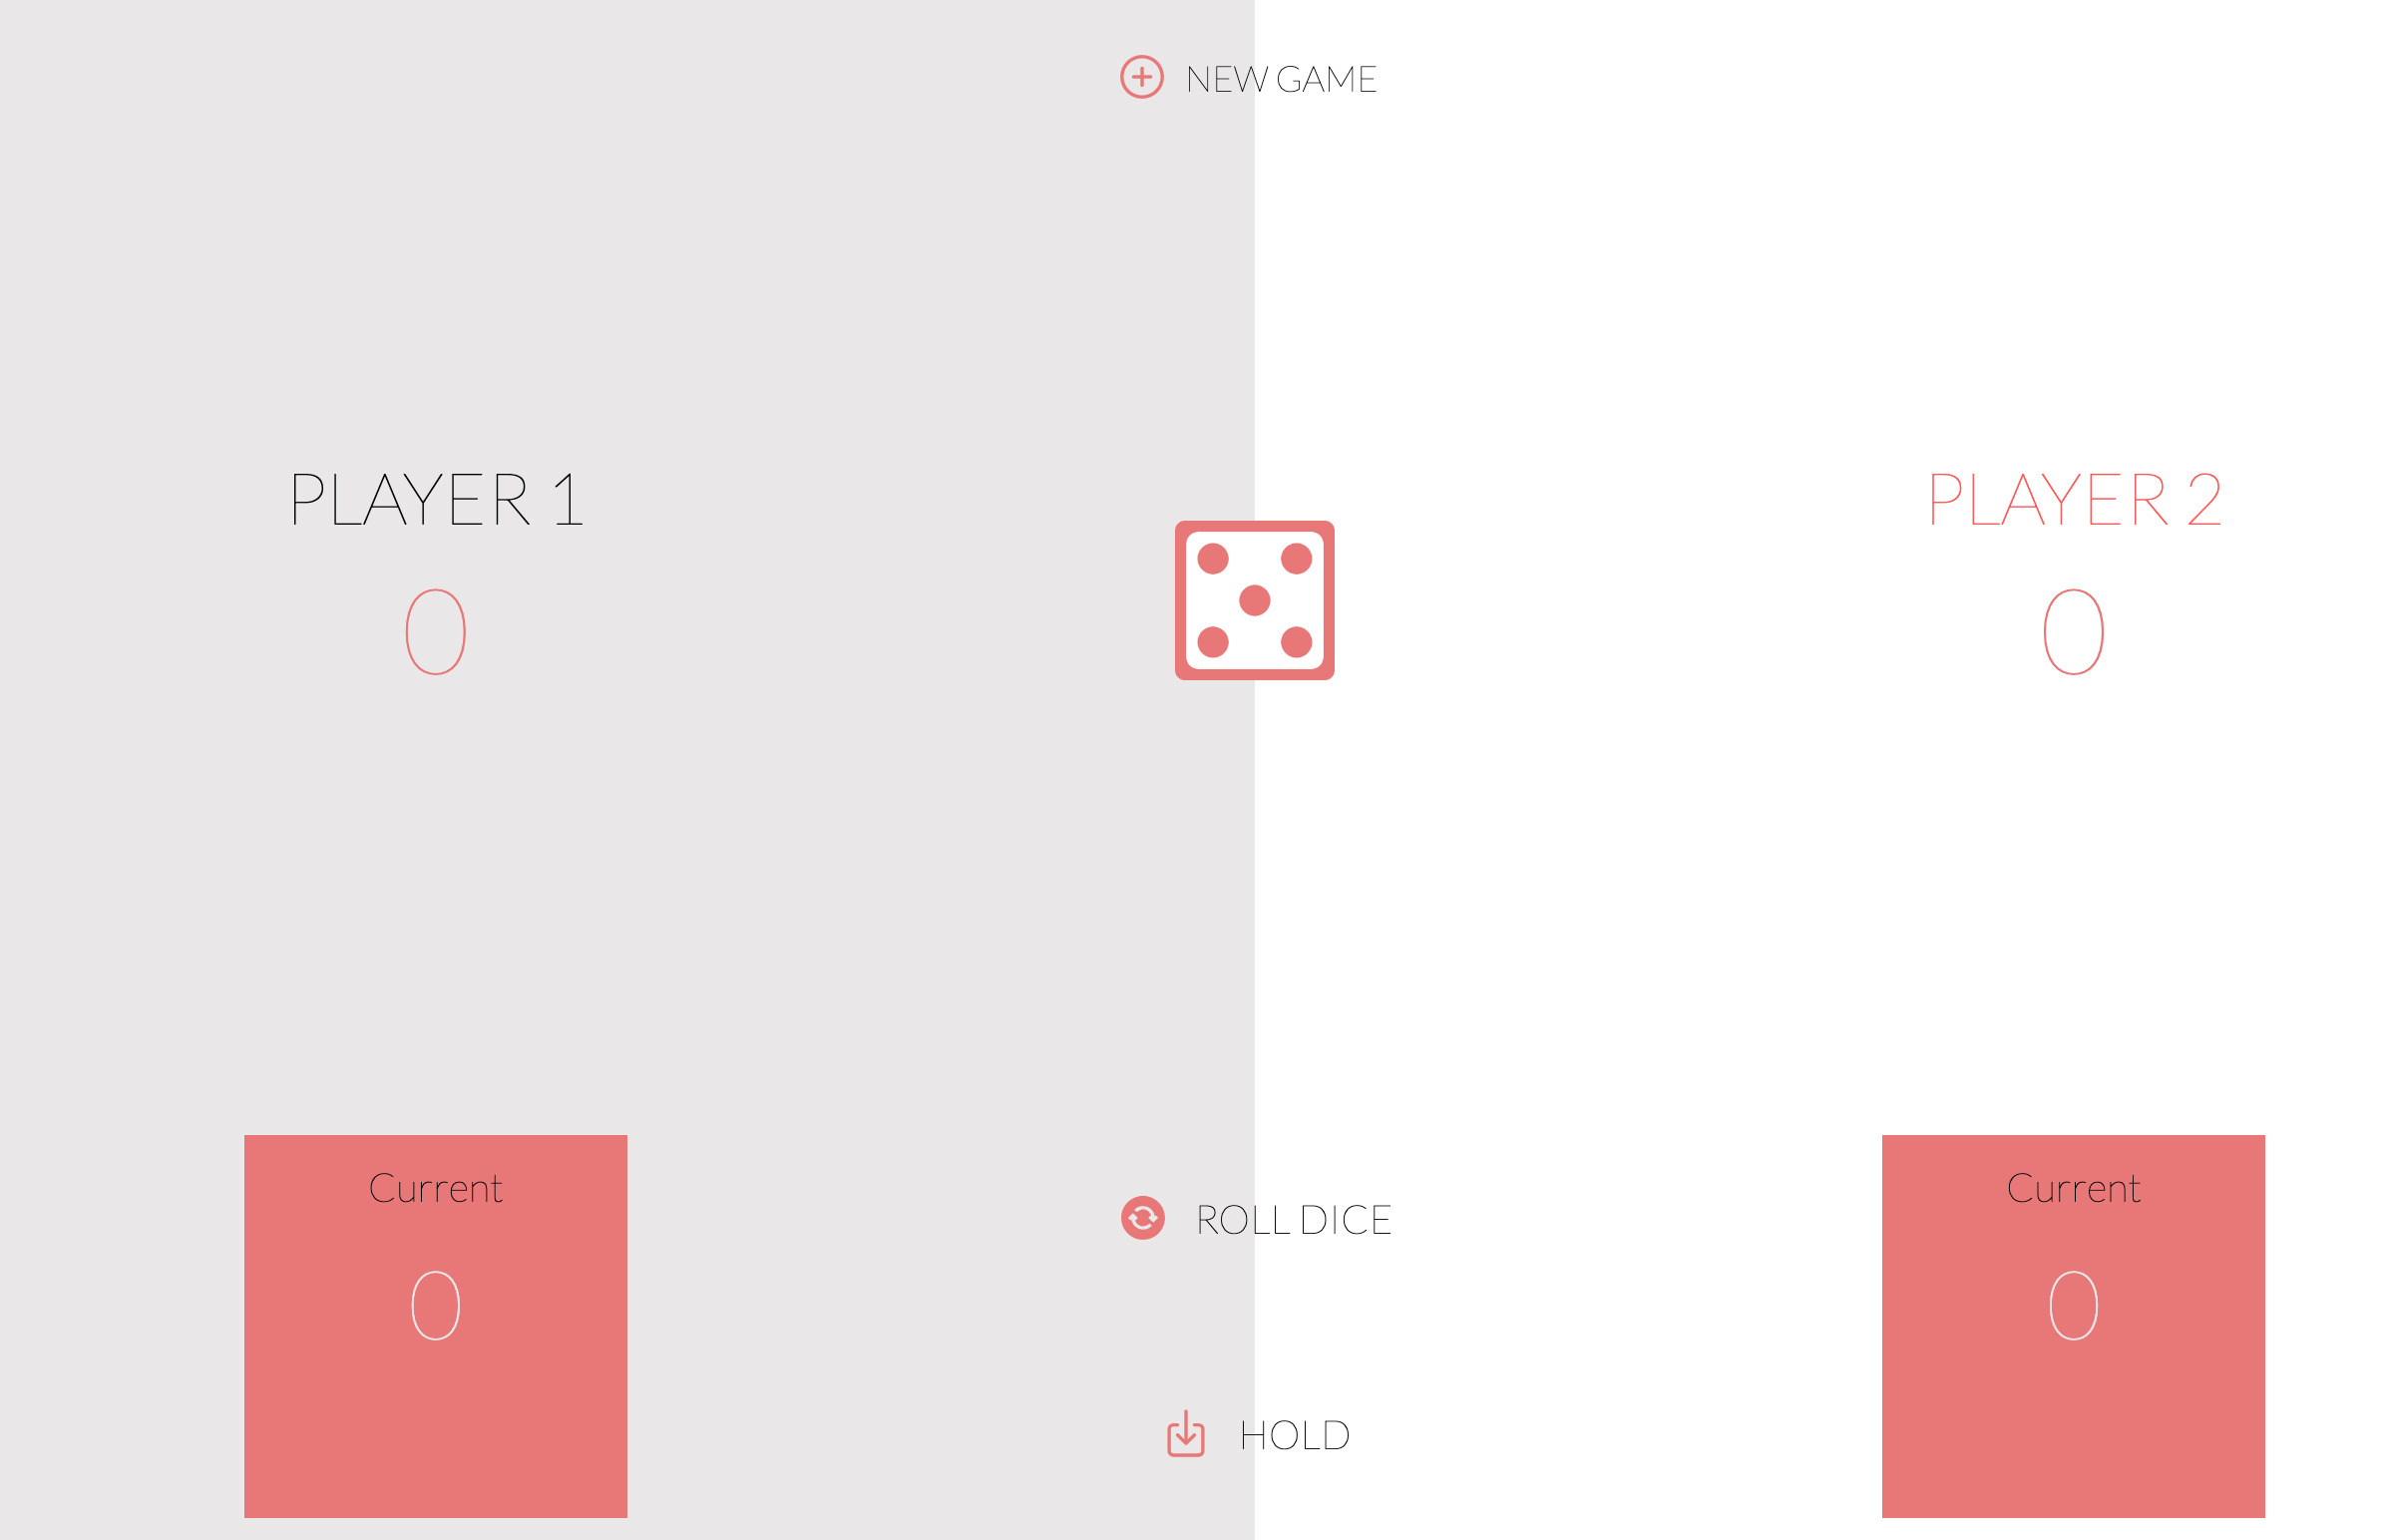 NEW GAME
PLAYER 1
0
PLAYER 2
0
Current
0
ROLL DICE
HOLD
Current
0